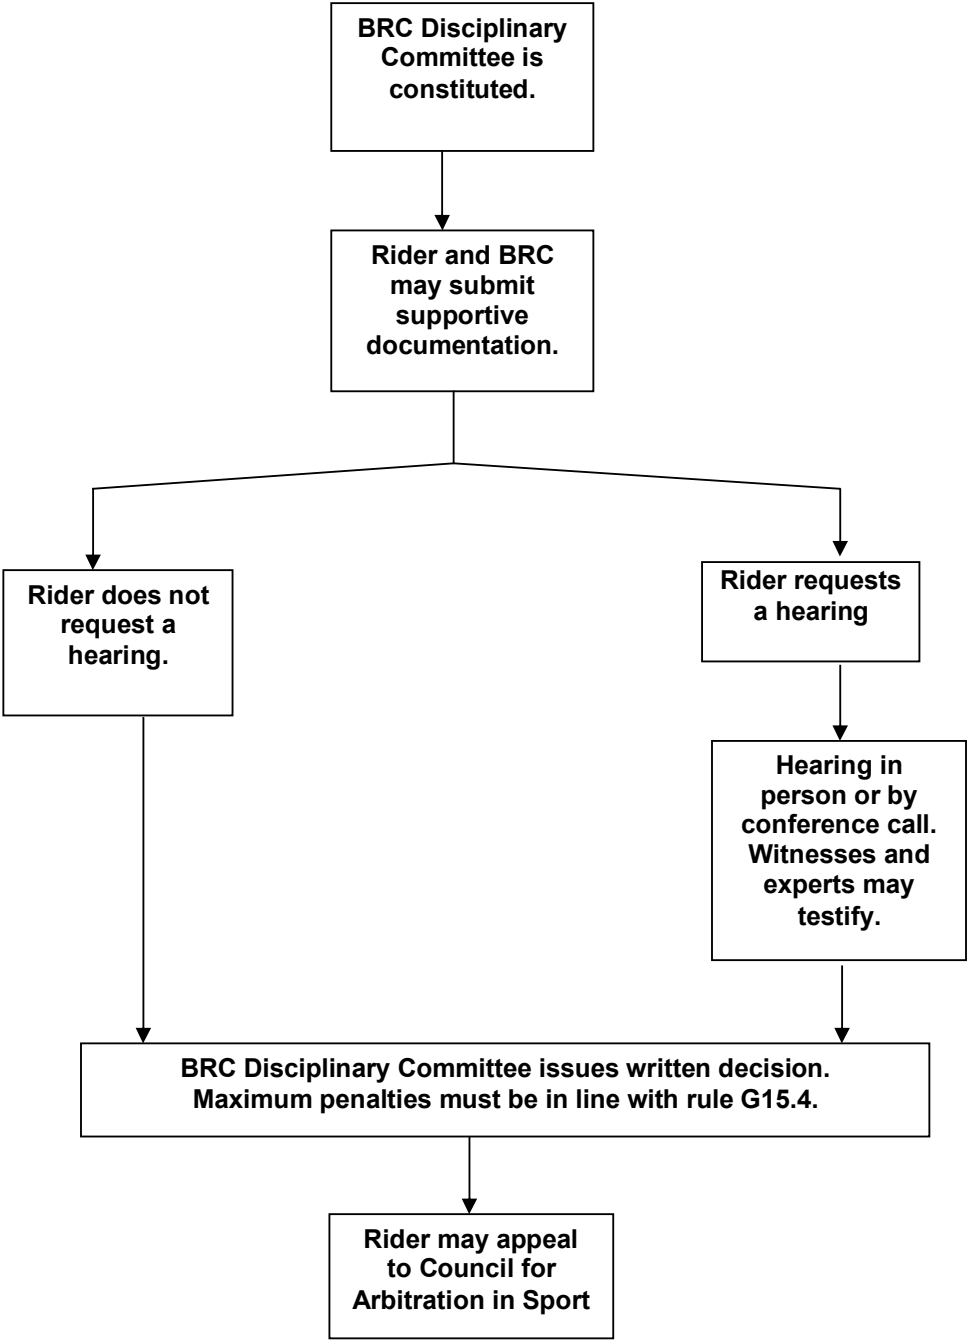 BRC Disciplinary
Committee is
constituted.
Rider and BRC
may submit
supportive
documentation.
Rider does not
request a
hearing.
Rider requests
a hearing
Hearing in
person or by
conference call.
Witnesses and
experts may
testify.
BRC Disciplinary Committee issues written decision.
Maximum penalties must be in line with rule G15.4.
Rider may appeal
to Council for
Arbitration in Sport